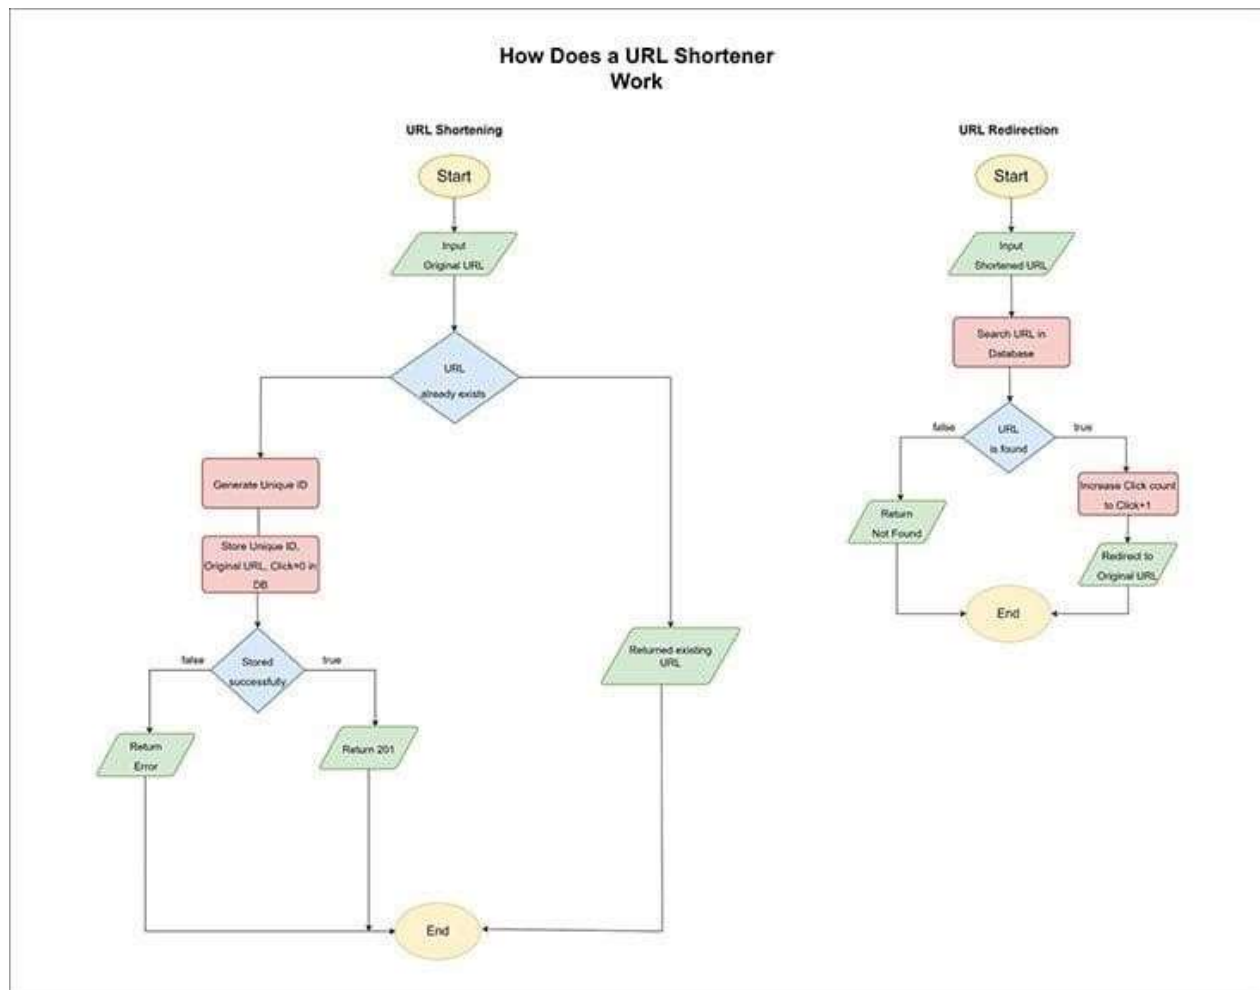 How Does a URL Shortener
Work
URL Shortening
Start
Input
Original URL
URL
already exists
Generate Unique ID
Store Unique ID,
Original URL, Click=0 in
DB
false
Stored
successfully
true
Return
Error
Return 201
Returned existing
URL
End
URL Redirection
Start
Input
Shortened URL
Search URL in
Database
false
URL
is found
true
Return
Not Found
Increase Click count
to Click+1
Redirect to
Original URL
End